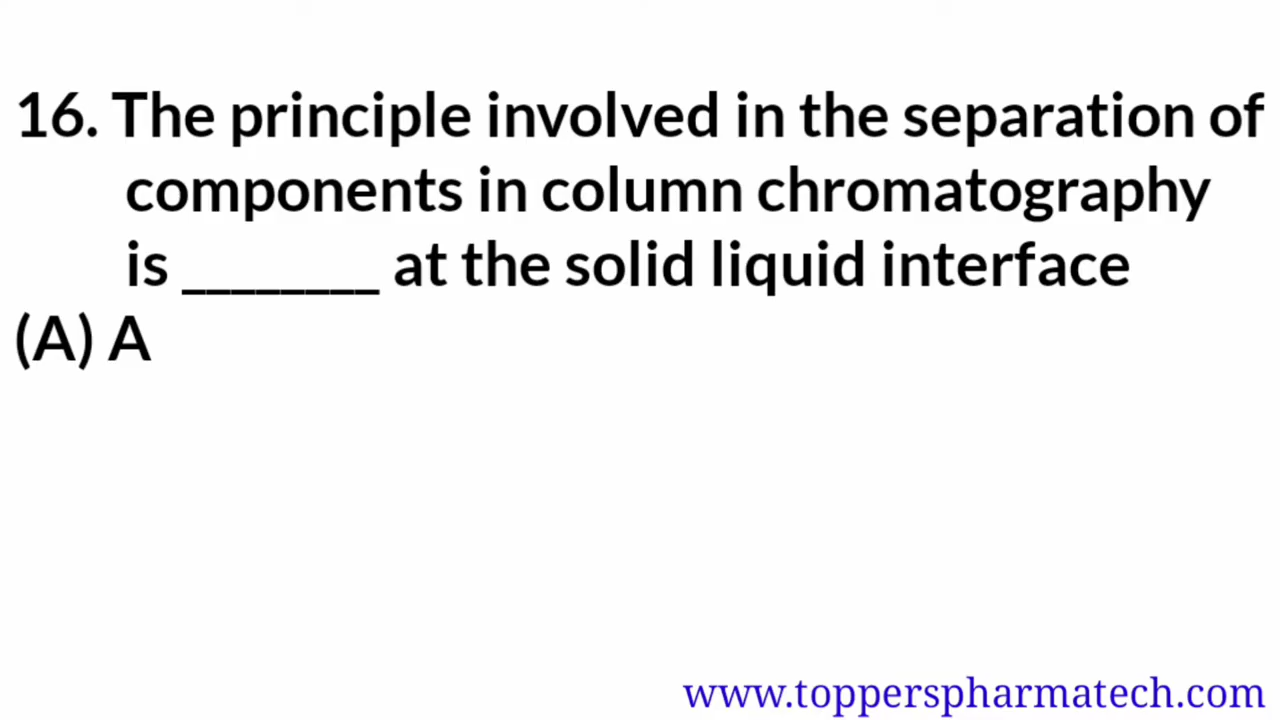 16. The principle involved in the separation of
components in column chromatography
is ________ at the solid liquid interface
(A) A
www.topperspharmatech.com